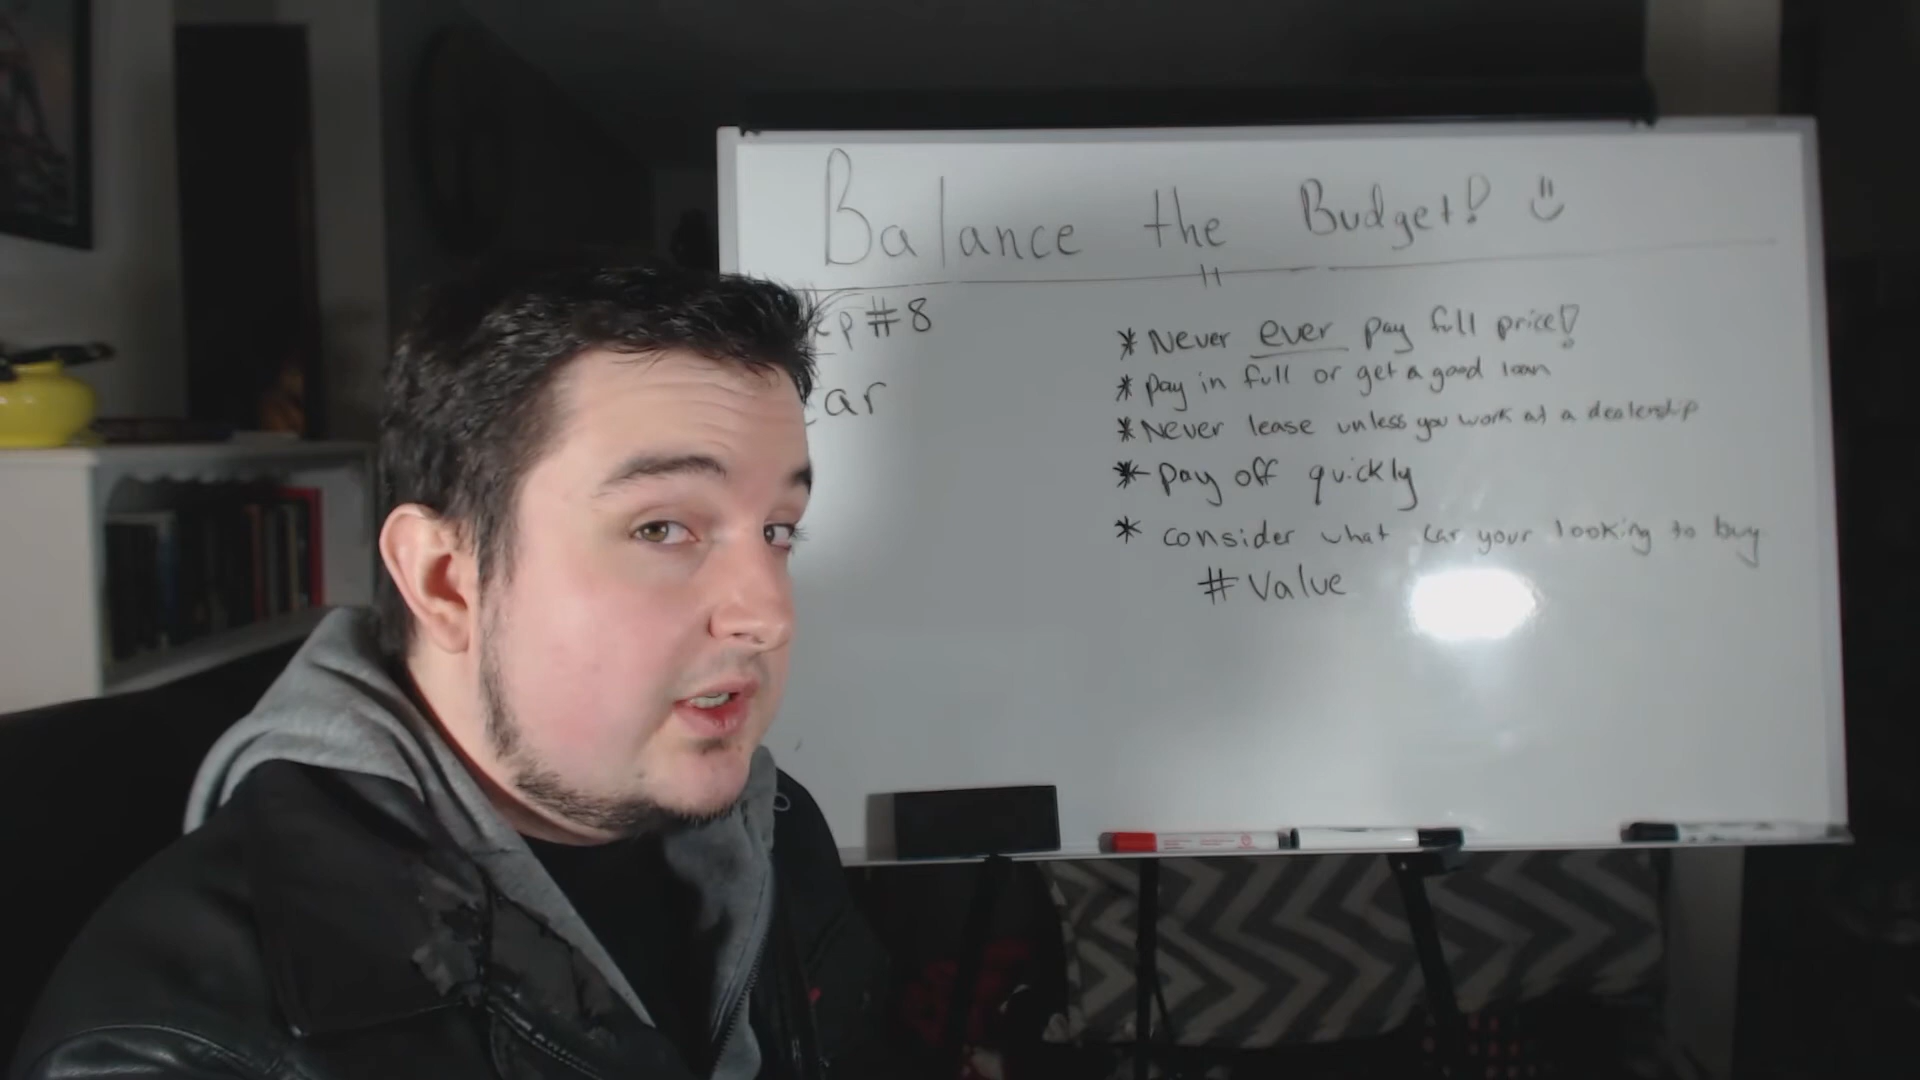 Balance the Budget! :)
#8
car
* Never ever pay full price!
* pay in full or get a good loan
* Never lease unless you work at a dealership
* Pay off quickly
* consider what car your looking to buy
# Value